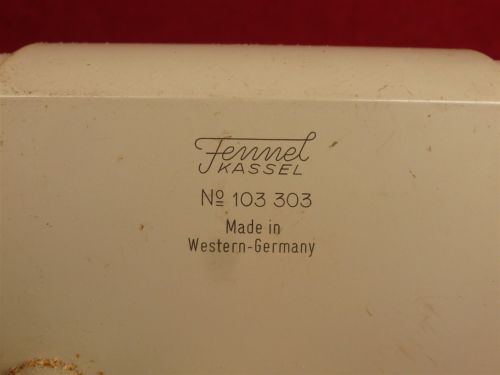 Fennel
KASSEL
Nº 103 303
Made in
Western-Germany